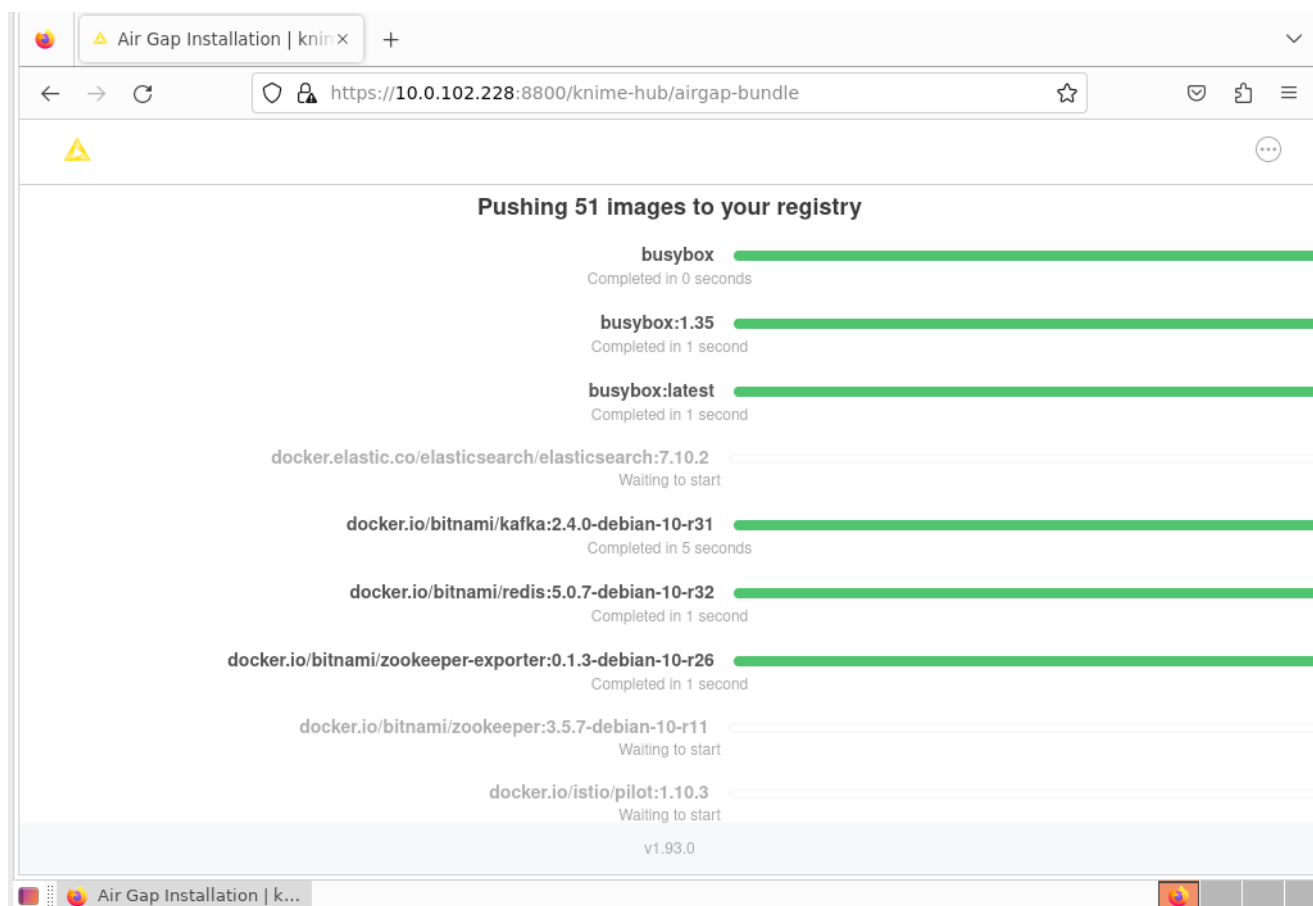 Air Gap Installation | knim
https://10.0.102.228:8800/knime-hub/airgap-bundle
Pushing 51 images to your registry
busybox
Completed in 0 seconds
busybox:1.35
Completed in 1 second
busybox:latest
Completed in 1 second
docker.elastic.co/elasticsearch/elasticsearch:7.10.2
Waiting to start
docker.io/bitnami/kafka:2.4.0-debian-10-r31
Completed in 5 seconds
docker.io/bitnami/redis:5.0.7-debian-10-r32
Completed in 1 second
docker.io/bitnami/zookeeper-exporter:0.1.3-debian-10-r26
Completed in 1 second
docker.io/bitnami/zookeeper:3.5.7-debian-10-r11
Waiting to start
docker.io/istio/pilot:1.10.3
Waiting to start
v1.93.0
Air Gap Installation | k...